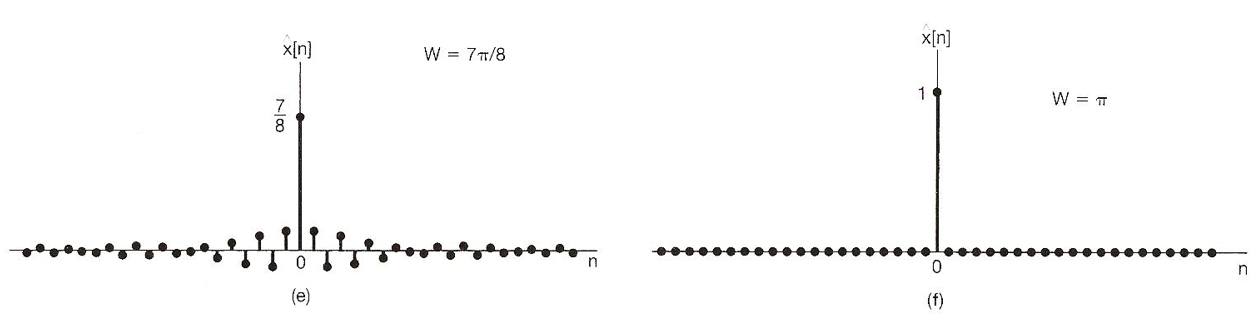 x̂[n]
W = 7π/8
7/8
0
n
(e)
x̂[n]
W = π
1
0
n
(f)